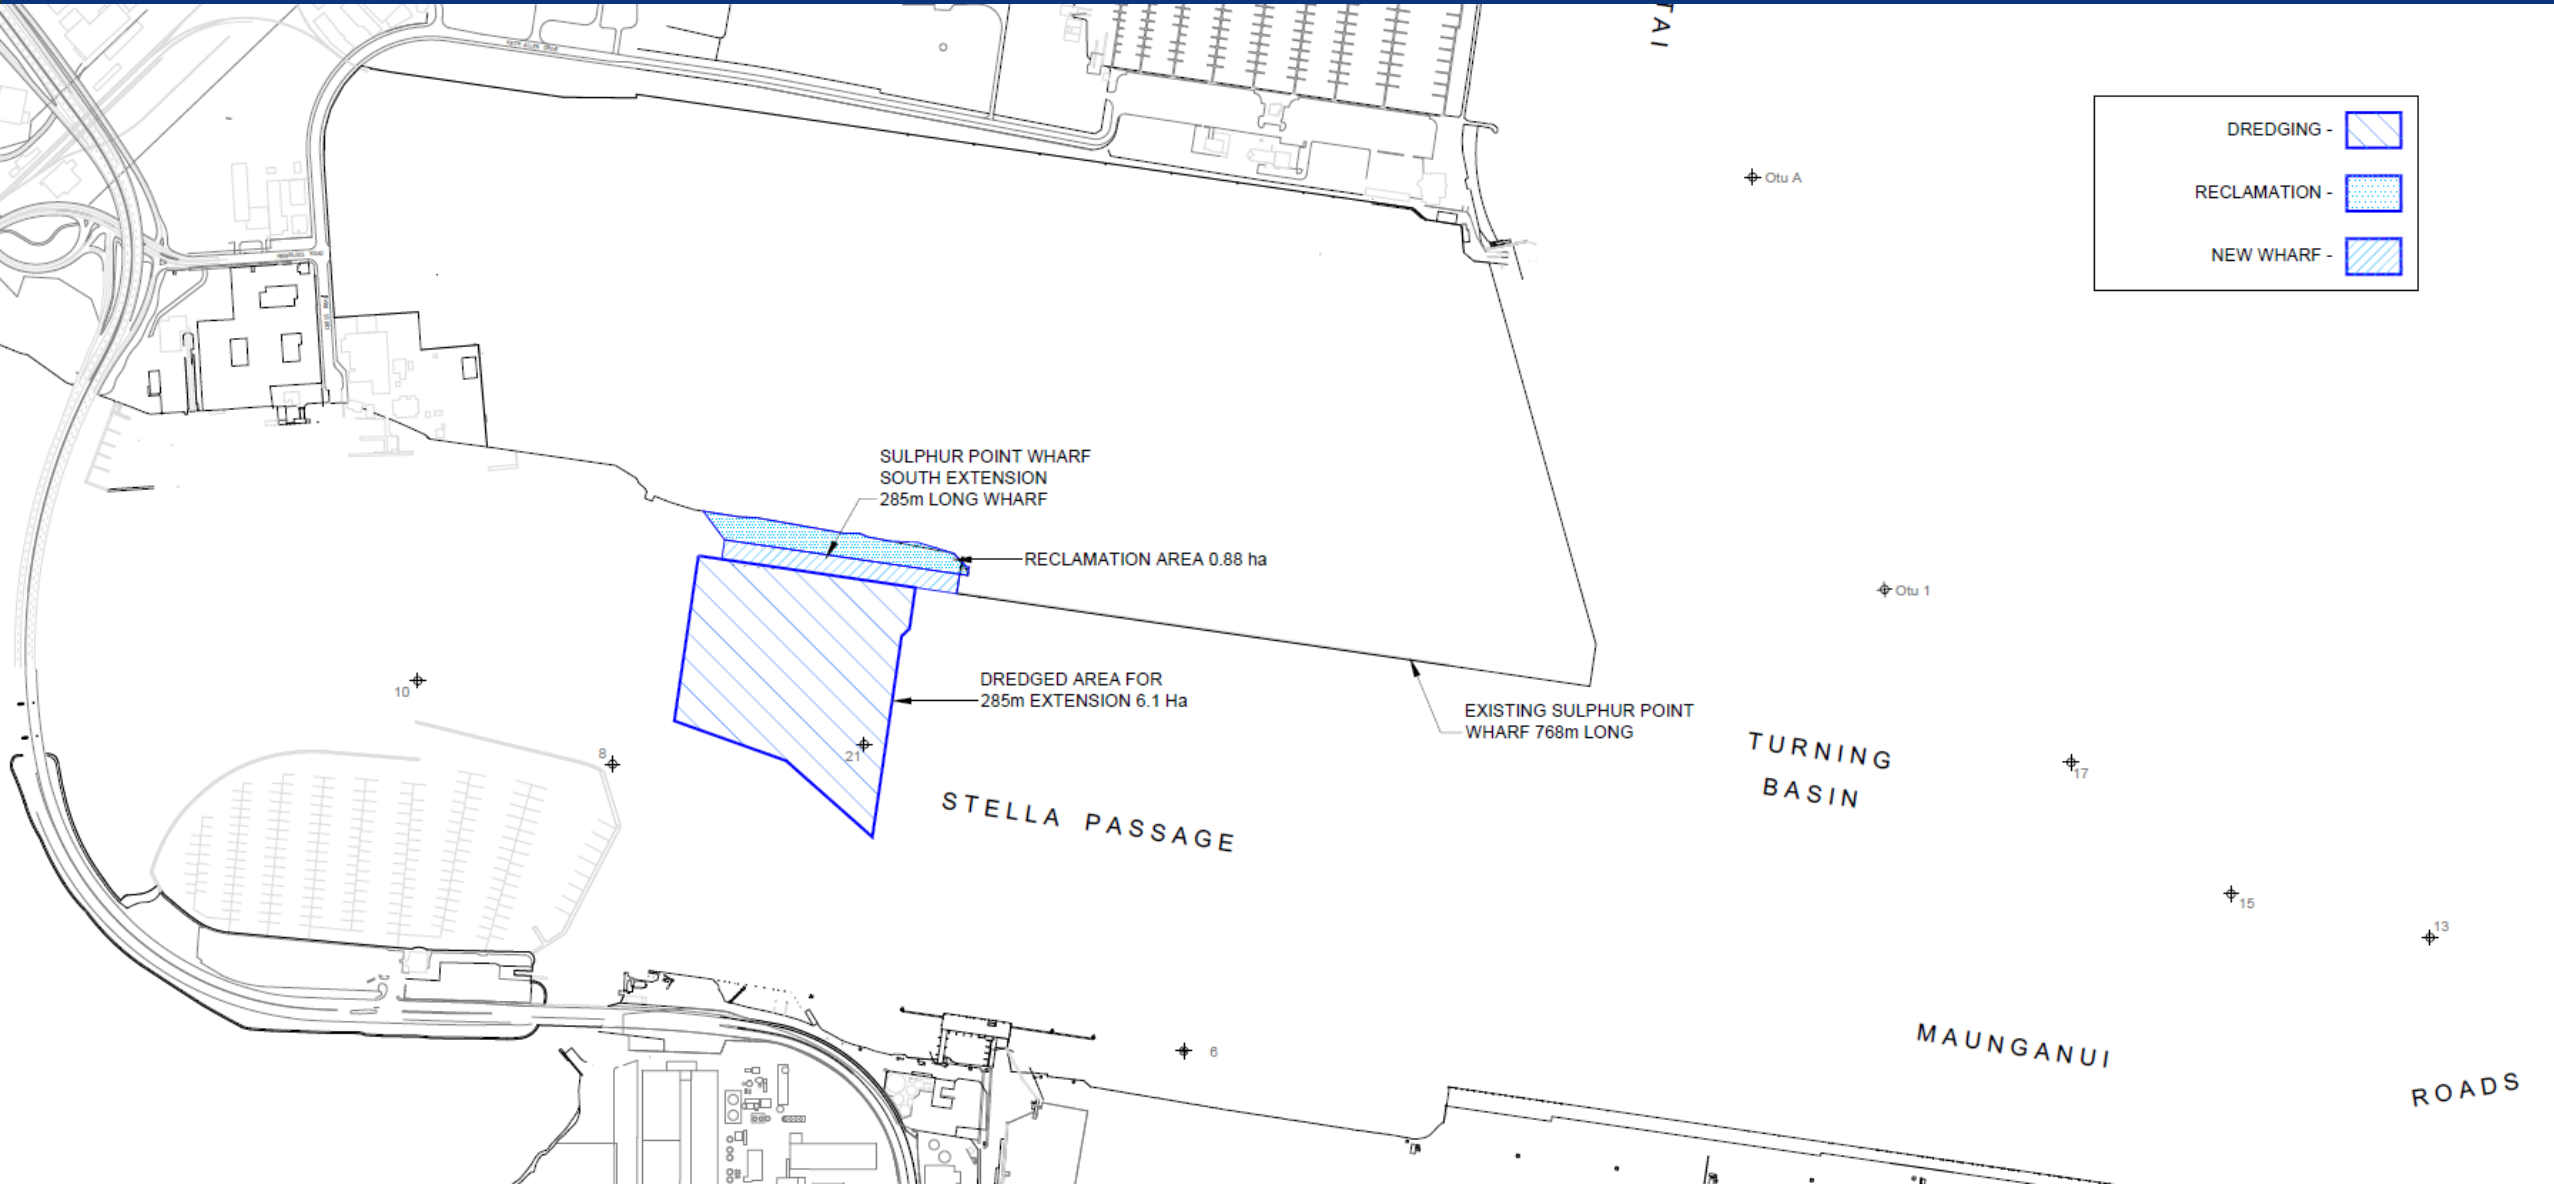 TAI
DREDGING -
RECLAMATION -
NEW WHARF -
Otu A
SULPHUR POINT WHARF
SOUTH EXTENSION
285m LONG WHARF
RECLAMATION AREA 0.88 ha
Otu 1
DREDGED AREA FOR
285m EXTENSION 6.1 Ha
10
8
21
EXISTING SULPHUR POINT
WHARF 768m LONG
TURNING
BASIN
17
STELLA PASSAGE
15
13
6
MAUNGANUI
ROADS